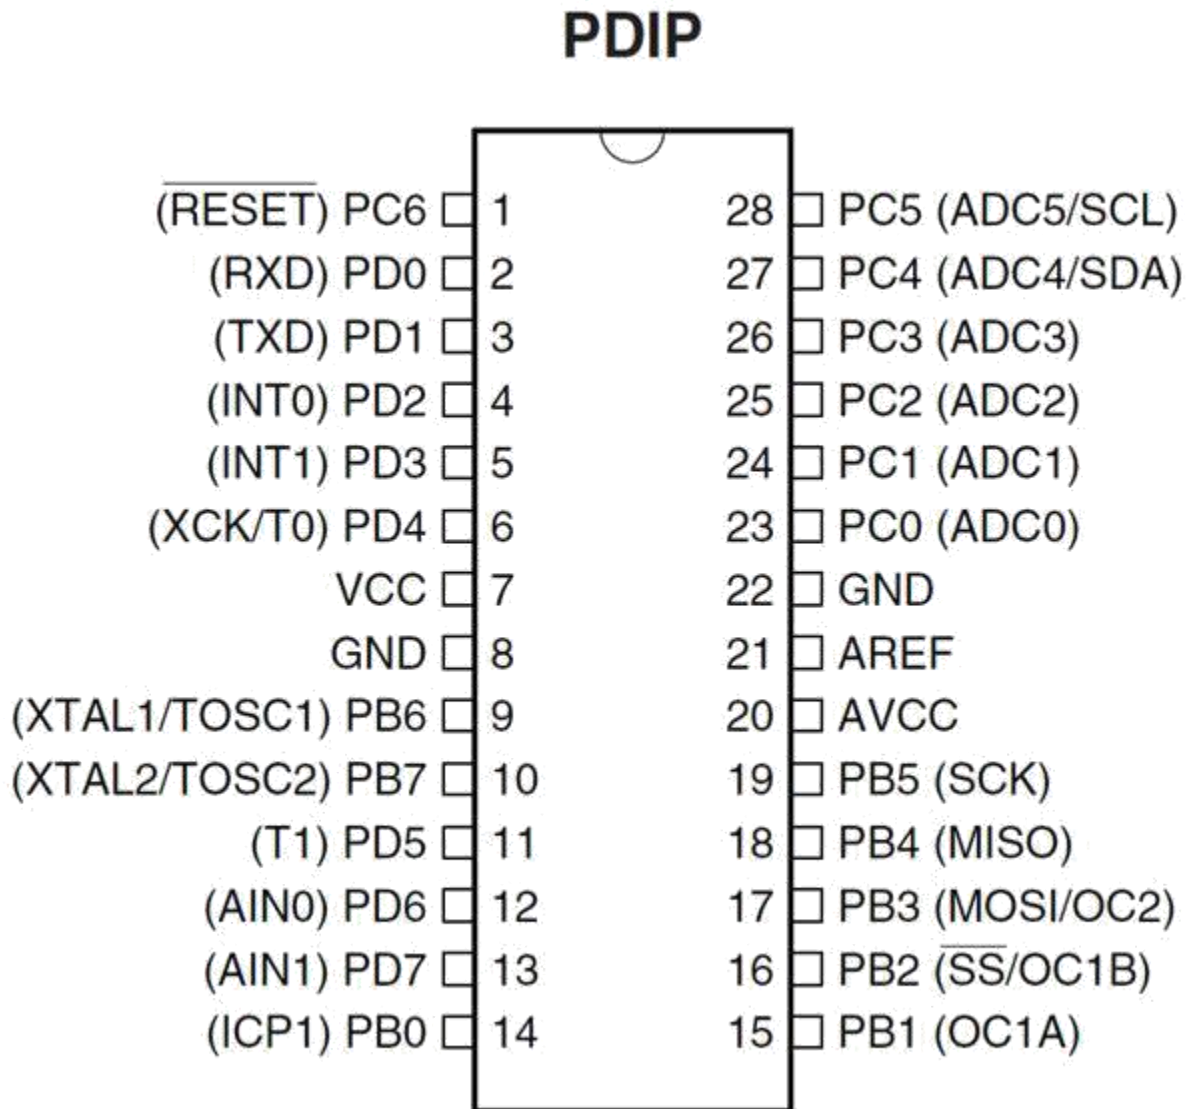 PDIP
(RESET) PC6 1 28 PC5 (ADC5/SCL)
(RXD) PD0 2 27 PC4 (ADC4/SDA)
(TXD) PD1 3 26 PC3 (ADC3)
(INT0) PD2 4 25 PC2 (ADC2)
(INT1) PD3 5 24 PC1 (ADC1)
(XCK/T0) PD4 6 23 PC0 (ADC0)
VCC 7 22 GND
GND 8 21 AREF
(XTAL1/TOSC1) PB6 9 20 AVCC
(XTAL2/TOSC2) PB7 10 19 PB5 (SCK)
(T1) PD5 11 18 PB4 (MISO)
(AIN0) PD6 12 17 PB3 (MOSI/OC2)
(AIN1) PD7 13 16 PB2 (SS/OC1B)
(ICP1) PB0 14 15 PB1 (OC1A)